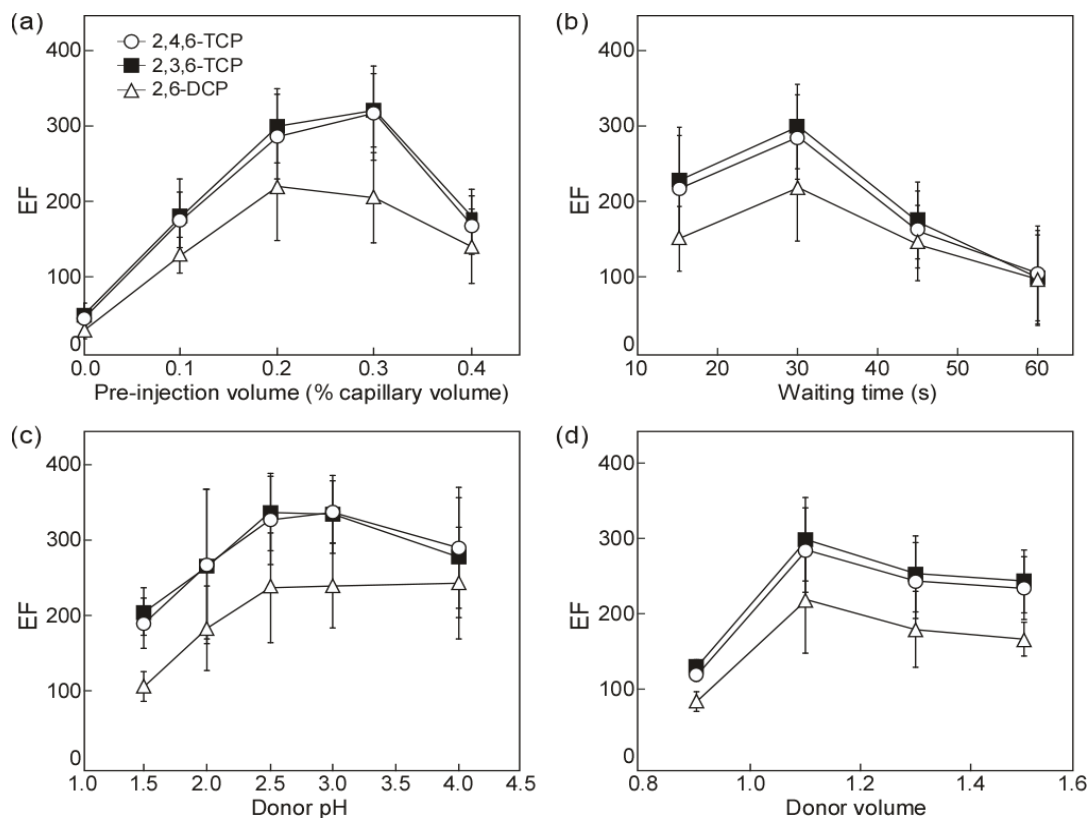 (a)
2,4,6-TCP
2,3,6-TCP
2,6-DCP
400
300
200
100
0
EF
0.0 0.1 0.2 0.3 0.4
Pre-injection volume (% capillary volume)
(b)
400
300
200
100
0
EF
10 20 30 40 50 60
Waiting time (s)
(c)
400
300
200
100
0
EF
1.0 1.5 2.0 2.5 3.0 4.0 4.5
Donor pH
(d)
400
300
200
100
0
EF
0.8 1.0 1.2 1.4 1.6
Donor volume